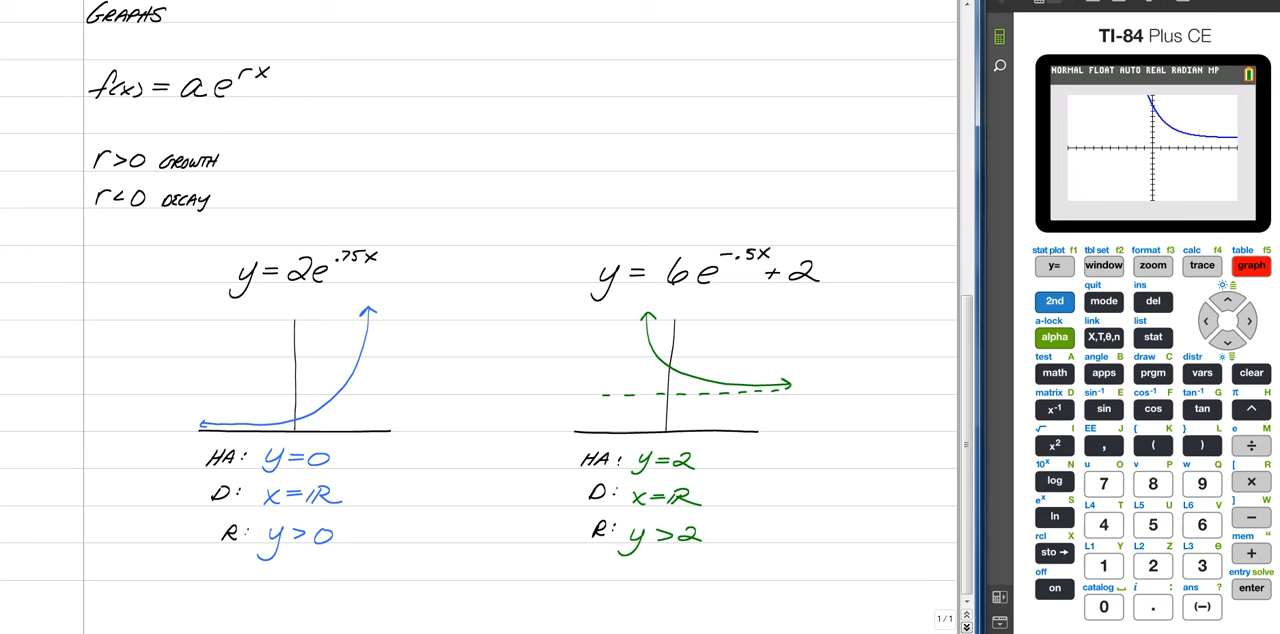 GRAPHS
f(x) = ae^{rx}
r>0 GROWTH
r<0 DECAY
y = 2e^{.75x}
HA: y=0
D: x=ℝ
R: y>0
y = 6e^{-.5x}+2
HA: y=2
D: x=ℝ
R: y>2
1/1
TI-84 Plus CE
NORMAL FLOAT AUTO REAL RADIAN MP
stat plot f1 tbl set f2 format f3 calc f4 table f5
y= window zoom trace graph
quit ins
2nd mode del
a-lock link list
alpha X,T,θ,n stat
test A angle B draw C distr
math apps prgm vars clear
matrix D sin⁻¹ E cos⁻¹ F tan⁻¹ G π H
x⁻¹ sin cos tan ^
√ I EE J { K } L e M
x² , ( ) ÷
10ˣ N u O v P w Q [ R
log 7 8 9 ×
eˣ S L4 T L5 U L6 V ] W
ln 4 5 6 −
rcl X L1 Y L2 Z L3 θ mem “
sto → 1 2 3 +
off catalog i : ans ? entry solve
on 0 . (−) enter